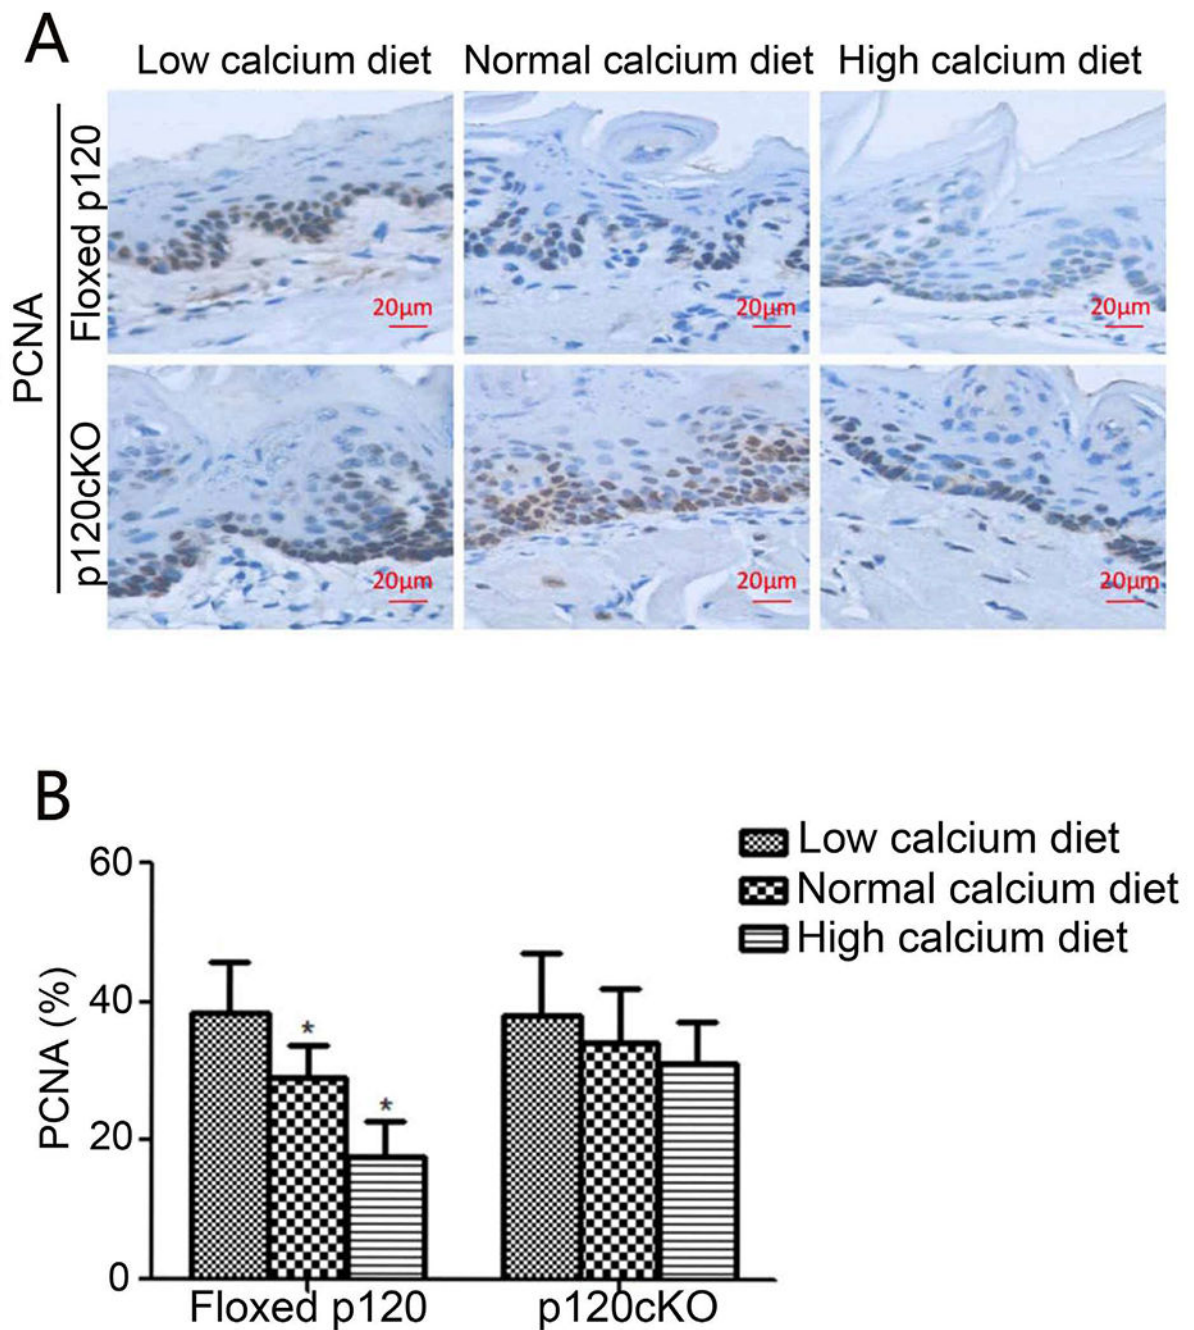 A
Low calcium diet Normal calcium diet High calcium diet
PCNA
Floxed p120
20μm 20μm 20μm
p120cKO
20μm 20μm 20μm
B
Low calcium diet
Normal calcium diet
High calcium diet
PCNA (%)
60
40
20
0
*
*
Floxed p120 p120cKO